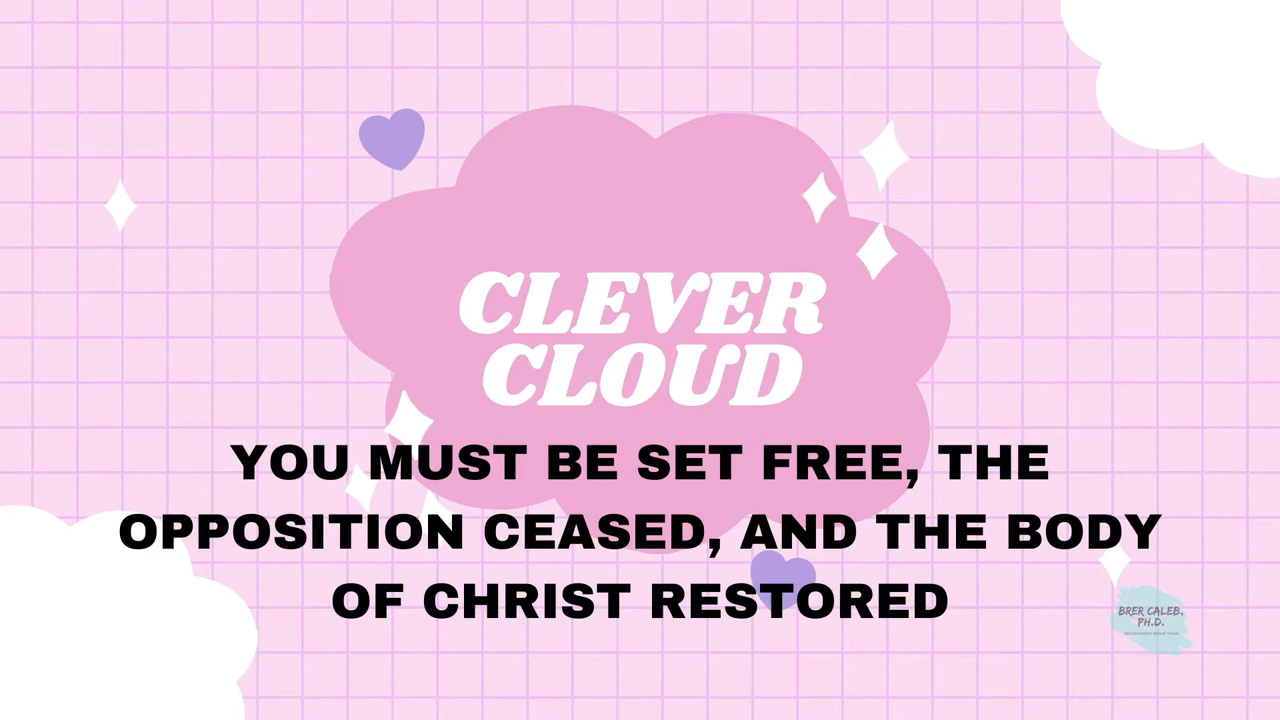 CLEVER
CLOUD
YOU MUST BE SET FREE, THE
OPPOSITION CEASED, AND THE BODY
OF CHRIST RESTORED
BRER CALEB,
PH.D.